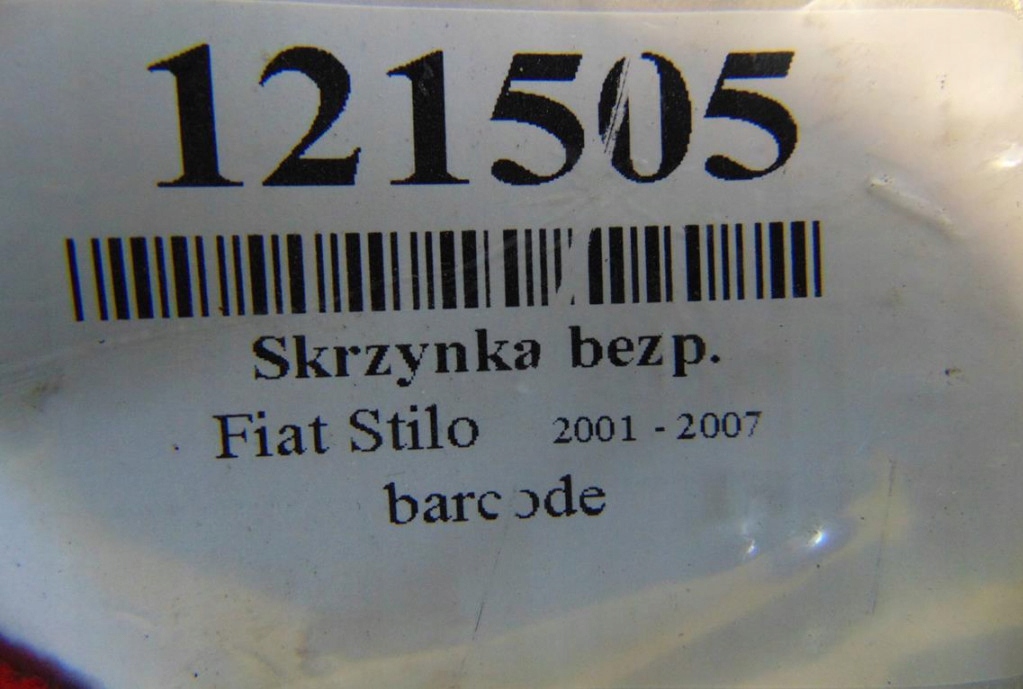 121505
Skrzynka bezp.
Fiat Stilo 2001 - 2007
barcode